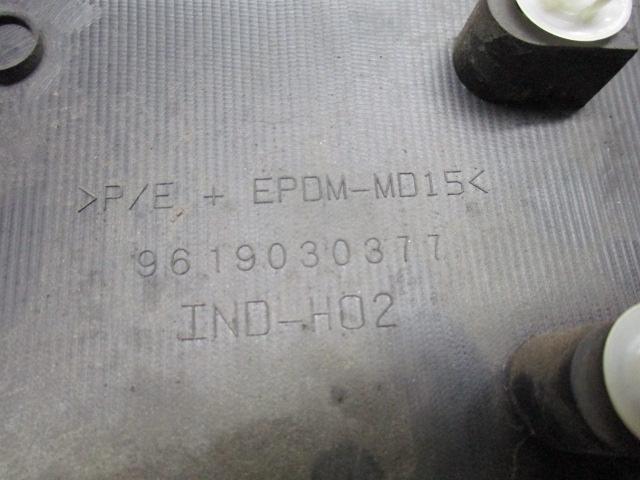 >P/E + EPDM-MD15<
9619030377
IND-H02